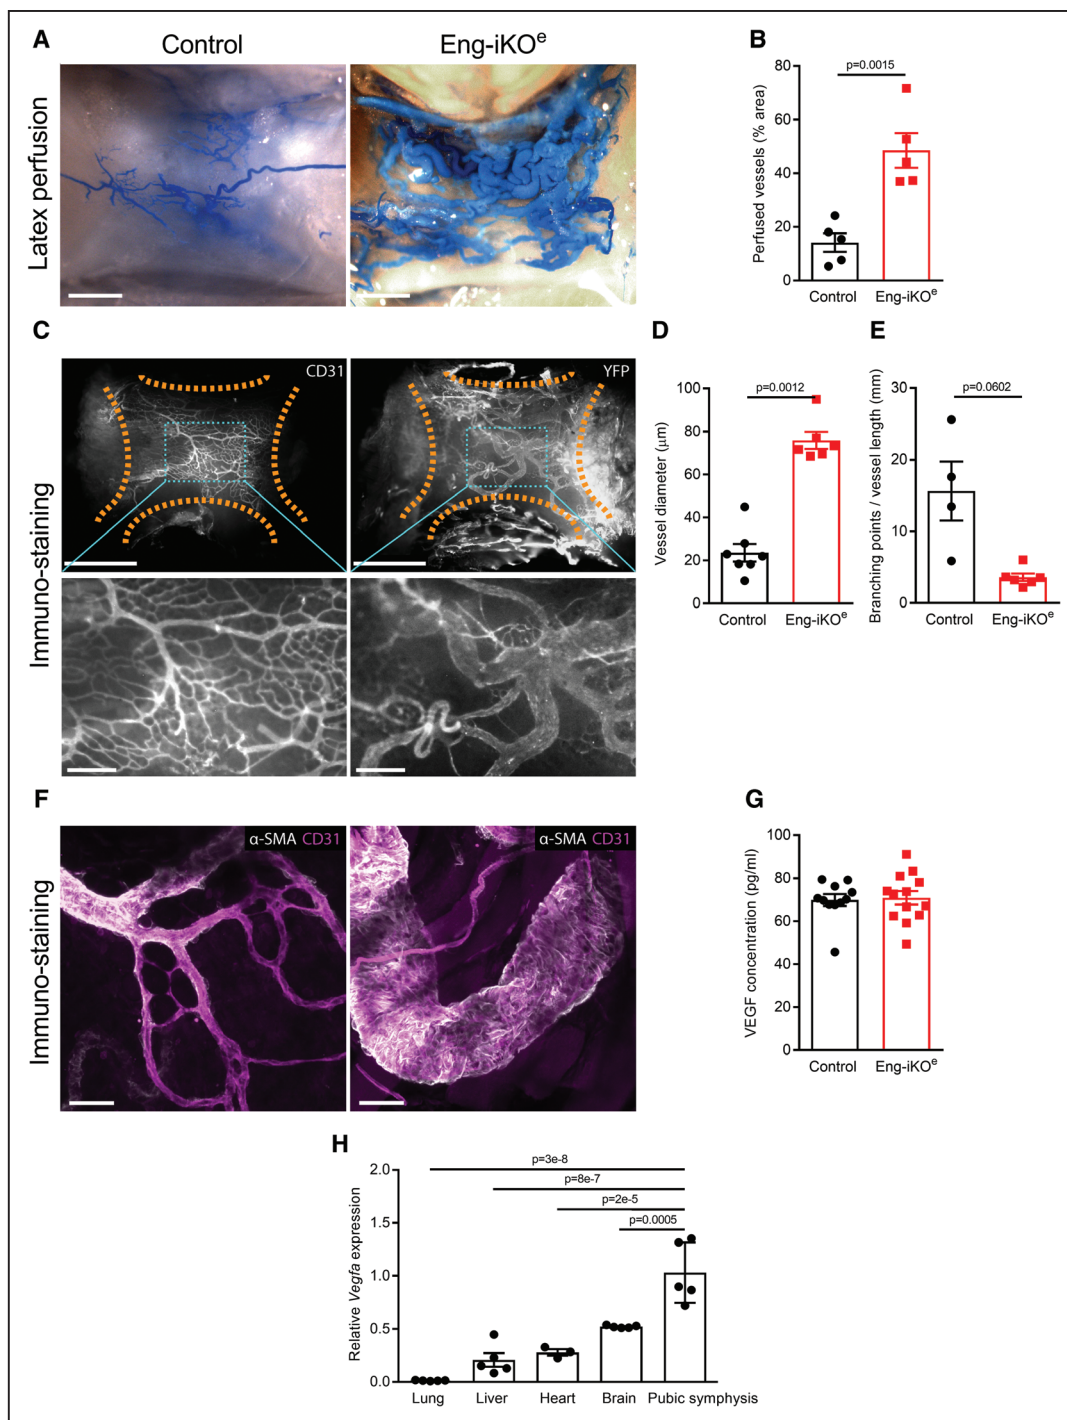 A
Control
Eng-iKOᵉ
Latex perfusion
B
Perfused vessels (% area)
80
60
40
20
0
p=0.0015
Control
Eng-iKOᵉ
C
Immuno-staining
CD31
YFP
D
Vessel diameter (μm)
100
80
60
40
20
0
p=0.0012
Control
Eng-iKOᵉ
E
Branching points / vessel length (mm)
30
20
10
0
p=0.0602
Control
Eng-iKOᵉ
F
Immuno-staining
α-SMA CD31
α-SMA CD31
G
VEGF concentration (pg/ml)
100
80
60
40
20
0
Control
Eng-iKOᵉ
H
Relative Vegfa expression
2.0
1.5
1.0
0.5
0.0
p=3e-8
p=8e-7
p=2e-5
p=0.0005
Lung
Liver
Heart
Brain
Pubic symphysis